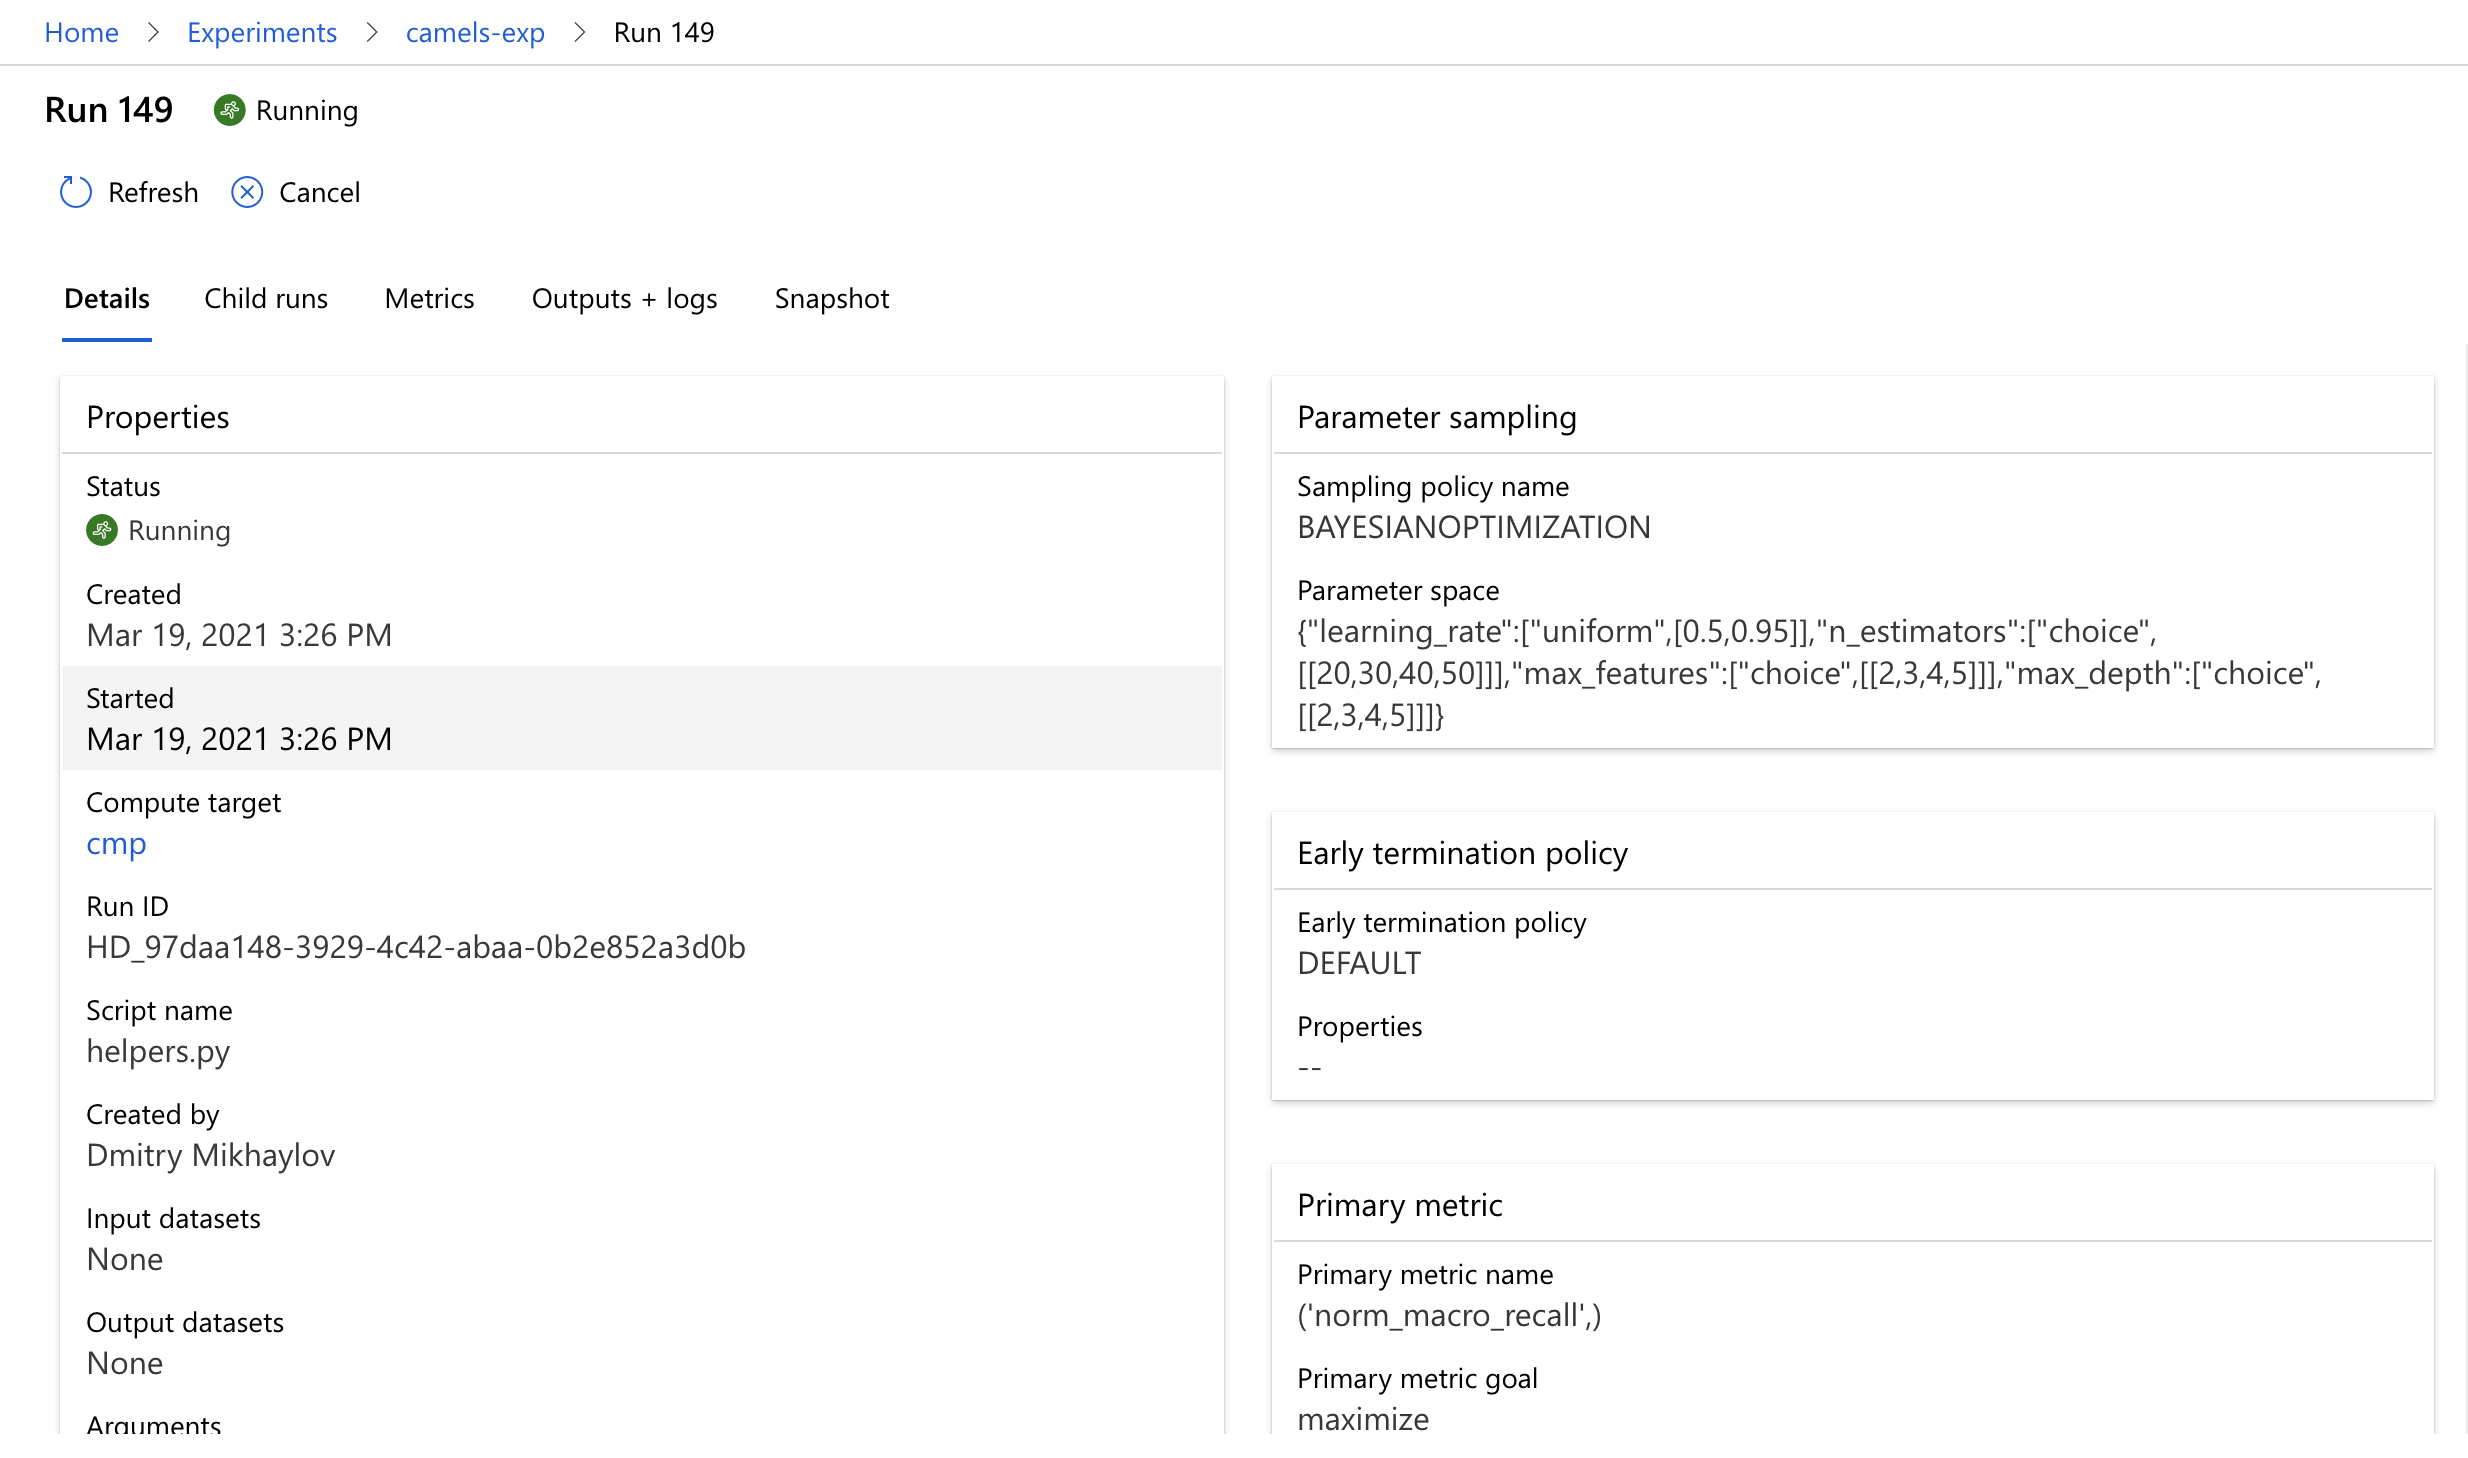 Home > Experiments > camels-exp > Run 149
Run 149 Running
Refresh Cancel
Details Child runs Metrics Outputs + logs Snapshot
Properties
Status
Running
Created
Mar 19, 2021 3:26 PM
Started
Mar 19, 2021 3:26 PM
Compute target
cmp
Run ID
HD_97daa148-3929-4c42-abaa-0b2e852a3d0b
Script name
helpers.py
Created by
Dmitry Mikhaylov
Input datasets
None
Output datasets
None
Arguments
Parameter sampling
Sampling policy name
BAYESIANOPTIMIZATION
Parameter space
{"learning_rate":["uniform",[0.5,0.95]],"n_estimators":["choice",
[[20,30,40,50]]],"max_features":["choice",[[2,3,4,5]]],"max_depth":["choice",
[[2,3,4,5]]]}
Early termination policy
Early termination policy
DEFAULT
Properties
--
Primary metric
Primary metric name
('norm_macro_recall',)
Primary metric goal
maximize